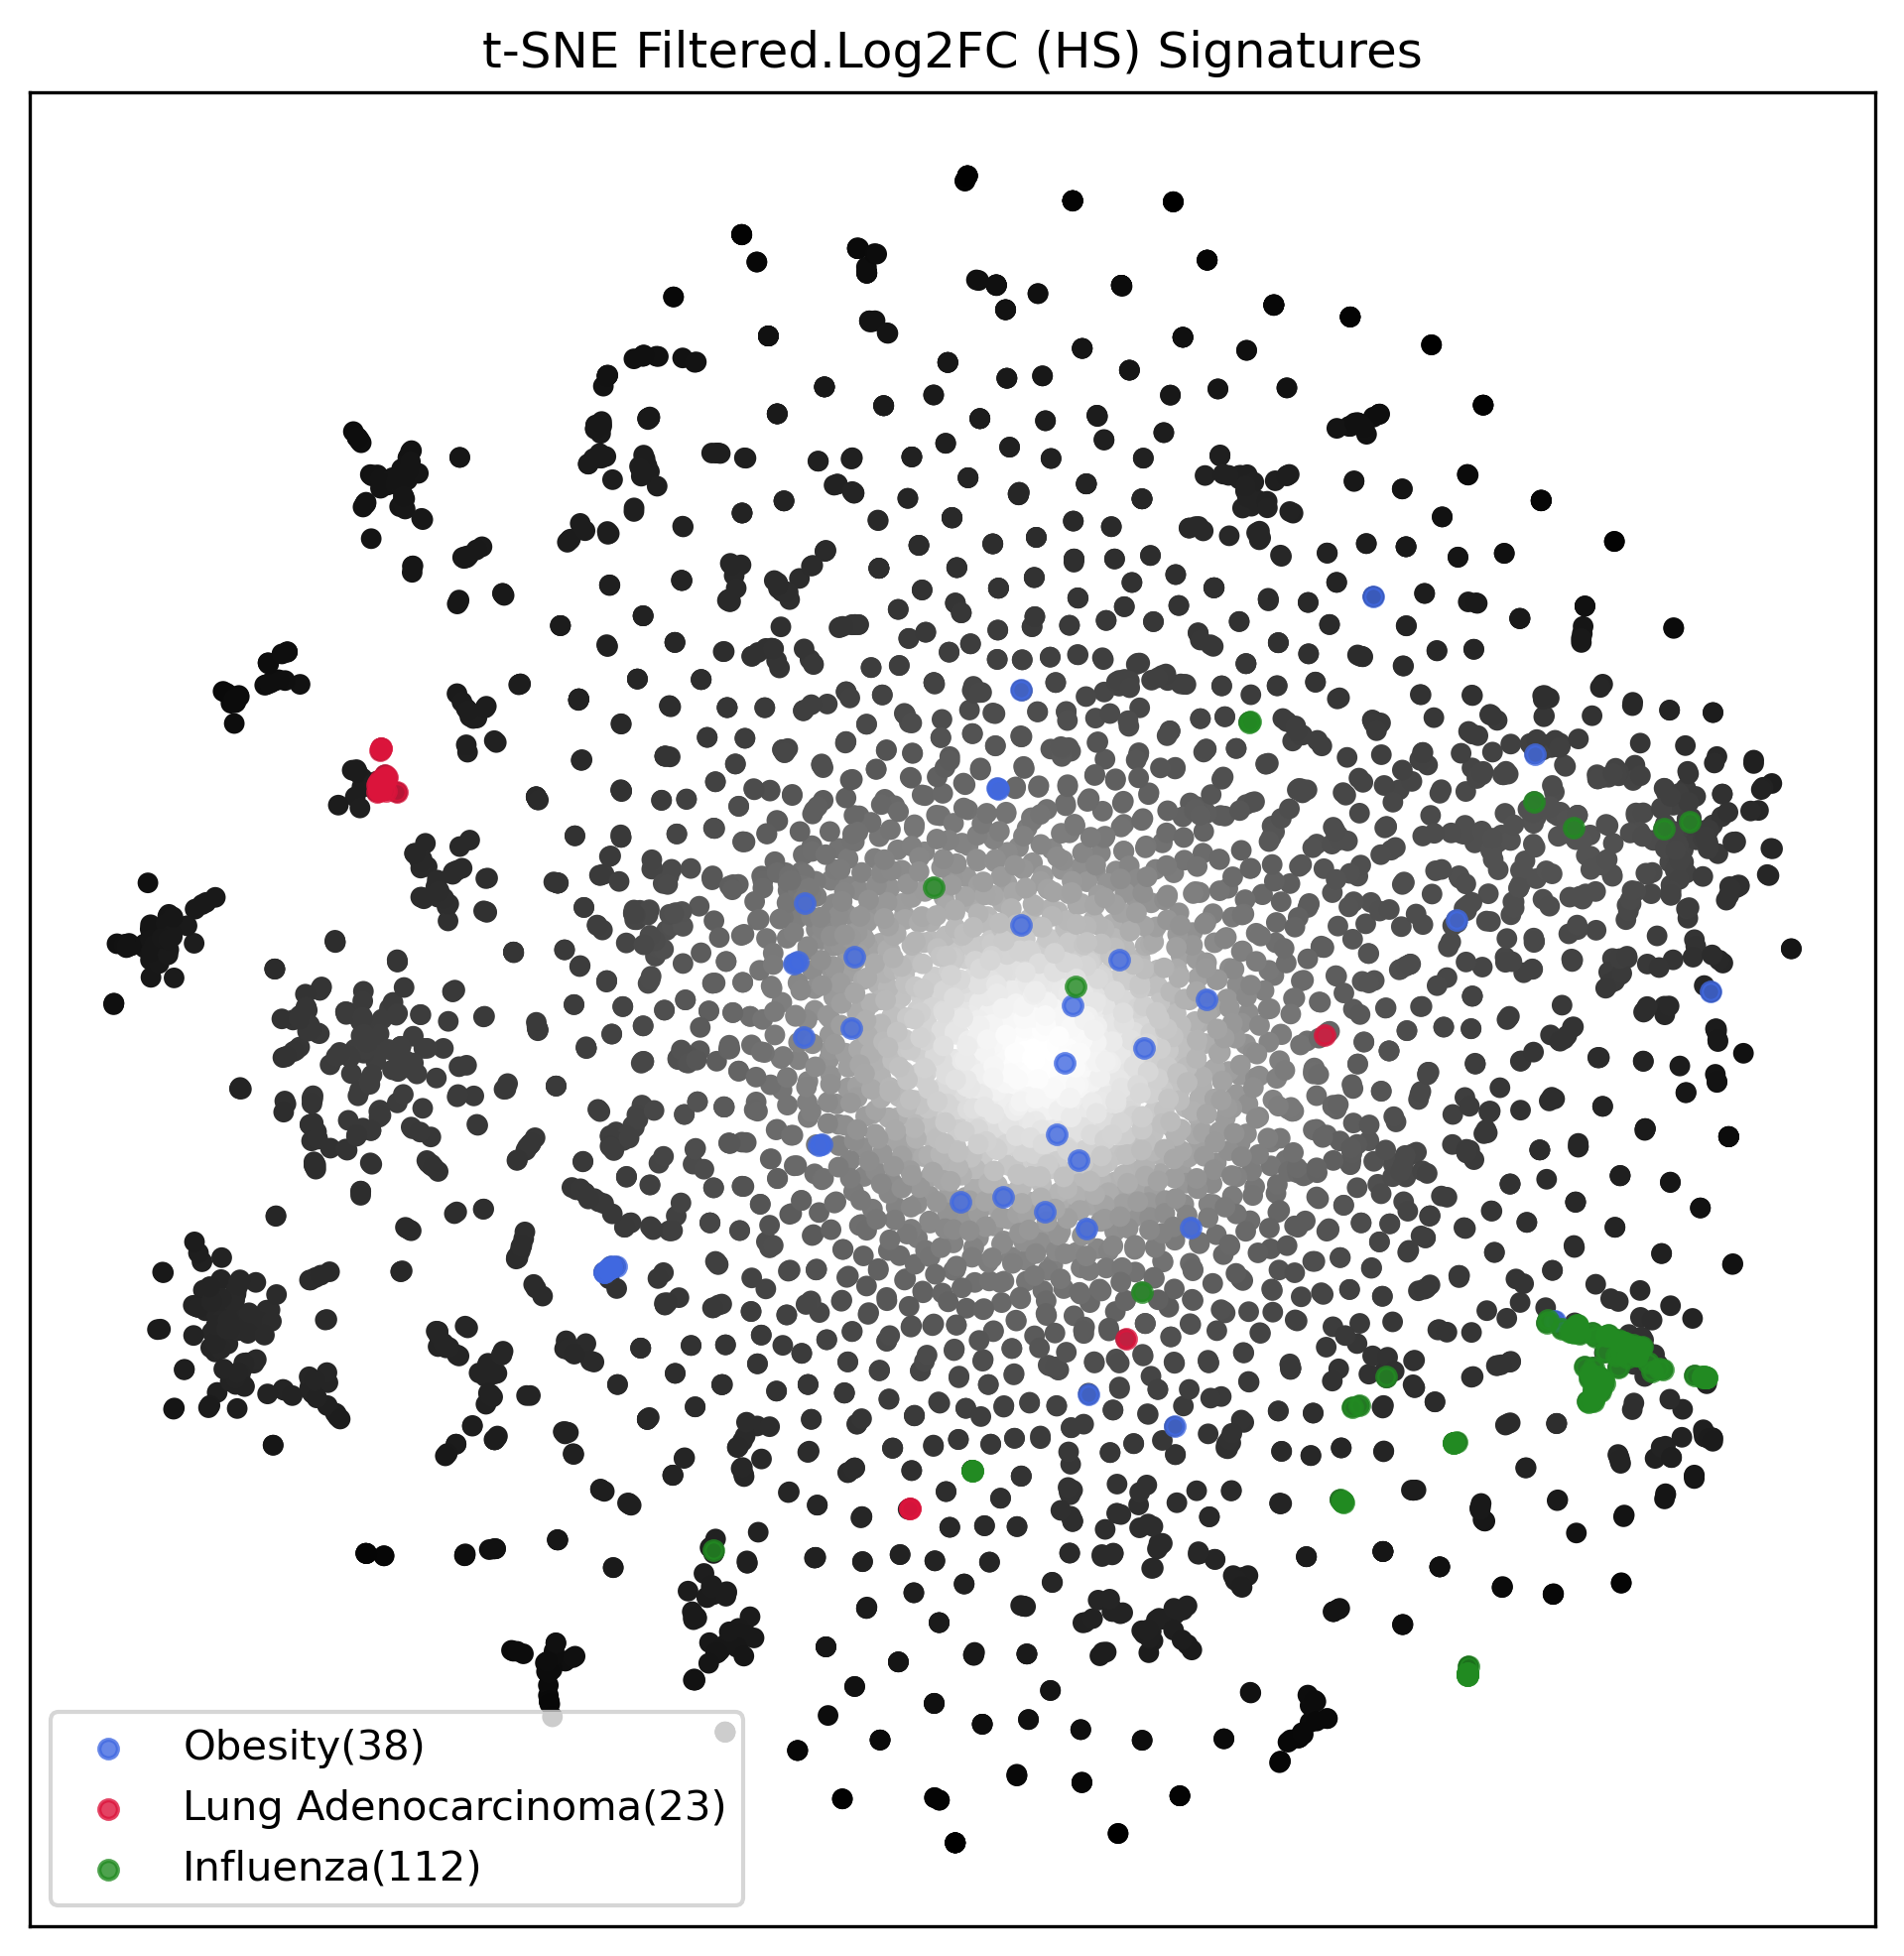 t-SNE Filtered.Log2FC (HS) Signatures
Obesity(38)
Lung Adenocarcinoma(23)
Influenza(112)